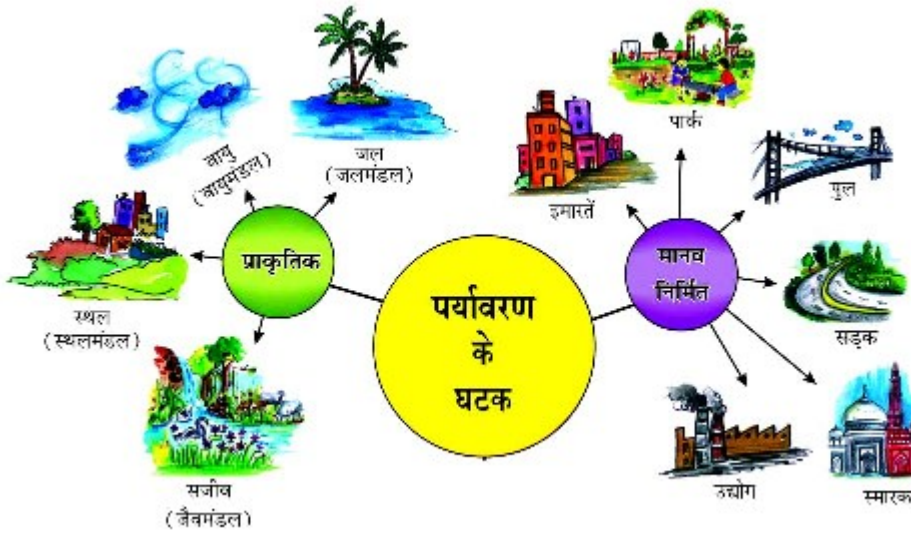 पर्यावरण
के
घटक
प्राकृतिक
वायु
(वायुमंडल)
जल
(जलमंडल)
स्थल
(स्थलमंडल)
सजीव
(जैवमंडल)
मानव
निर्मित
इमारतें
पार्क
पुल
सड़क
स्मारक
उद्योग